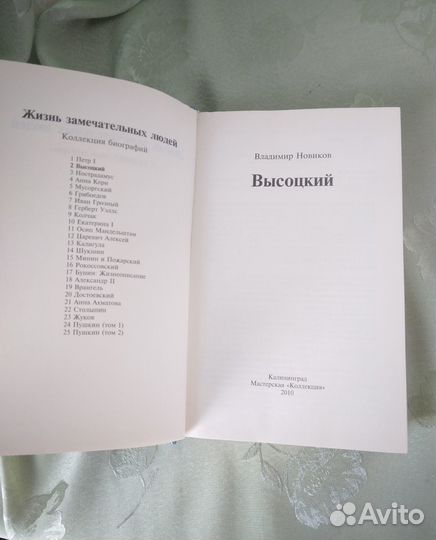 Жизнь замечательных людей
Коллекция биографий
1 Петр I
2 Высоцкий
3 Нострадамус
4 Анна Керн
5 Мусоргский
6 Грибоедов
7 Иван Грозный
8 Герберт Уэллс
9 Колчак
10 Екатерина I
11 Осип Мандельштам
12 Царевич Алексей
13 Калигула
14 Шукшин
15 Минин и Пожарский
16 Рокоссовский
17 Бунин. Жизнеописание
18 Александр II
19 Врангель
20 Достоевский
21 Анна Ахматова
22 Столыпин
23 Жуков
24 Пушкин (том 1)
25 Пушкин (том 2)
Владимир Новиков
Высоцкий
Калининград
Мастерская «Коллекция»
2010
Avito